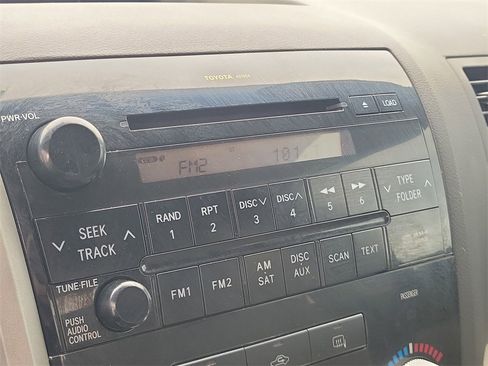 TOYOTA
PWR·VOL
LOAD
FM2
101
SEEK
TRACK
RAND
1
RPT
2
DISC
3
DISC
4
5
6
TYPE
FOLDER
TUNE·FILE
PUSH
AUDIO
CONTROL
FM1
FM2
AM
SAT
DISC
AUX
SCAN
TEXT
PASSENGER